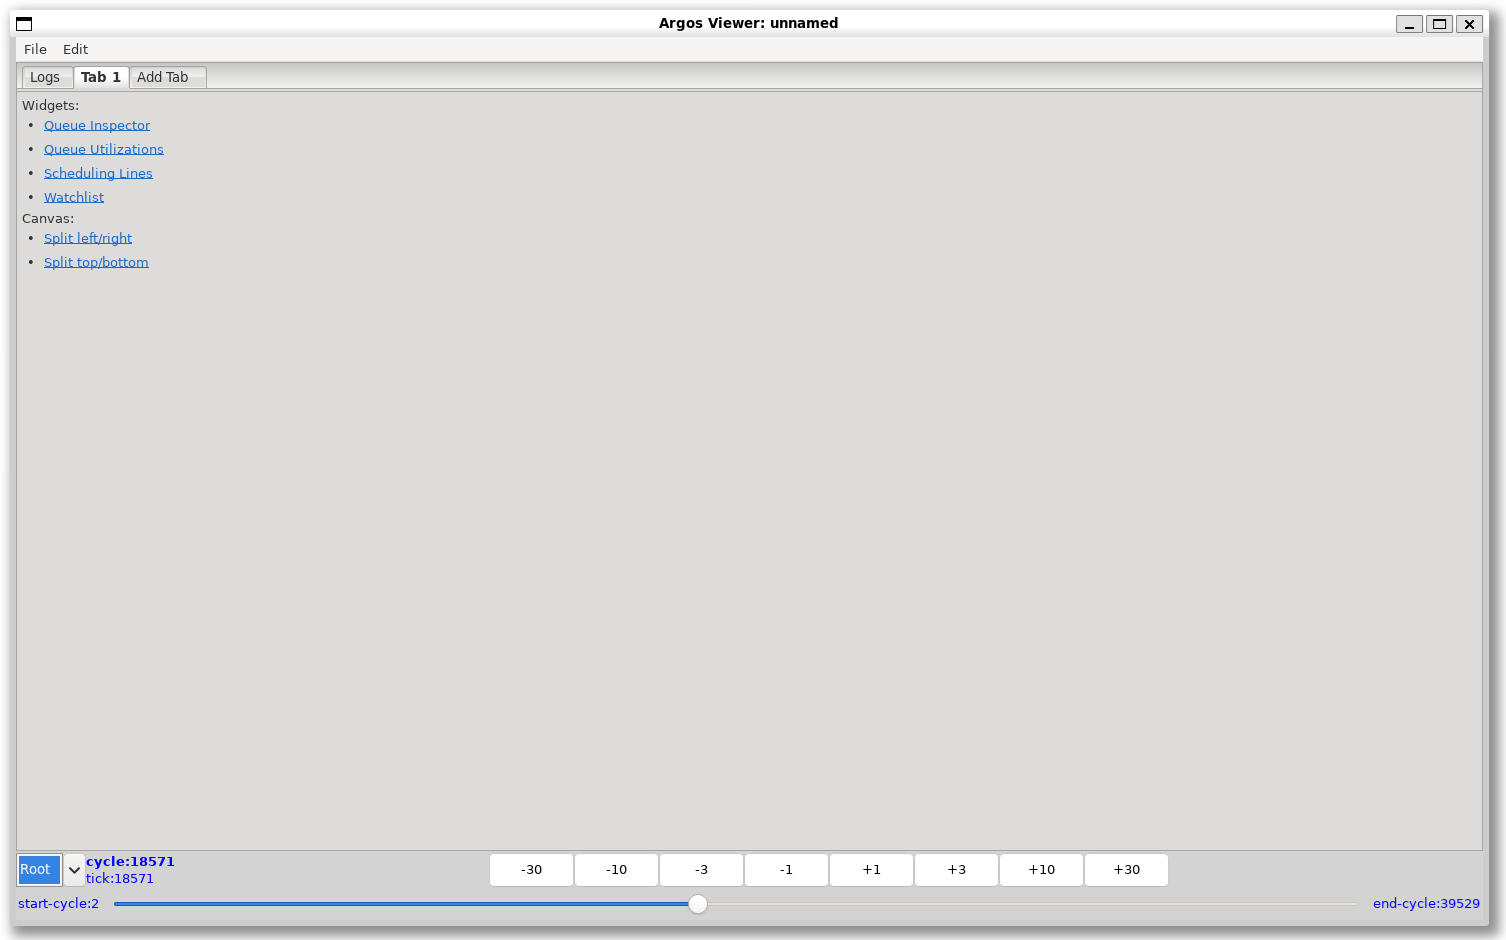 Argos Viewer: unnamed
File Edit
Logs Tab 1 Add Tab
Widgets:
• Queue Inspector
• Queue Utilizations
• Scheduling Lines
• Watchlist
Canvas:
• Split left/right
• Split top/bottom
Root cycle:18571 -30 -10 -3 -1 +1 +3 +10 +30
tick:18571
start-cycle:2 end-cycle:39529